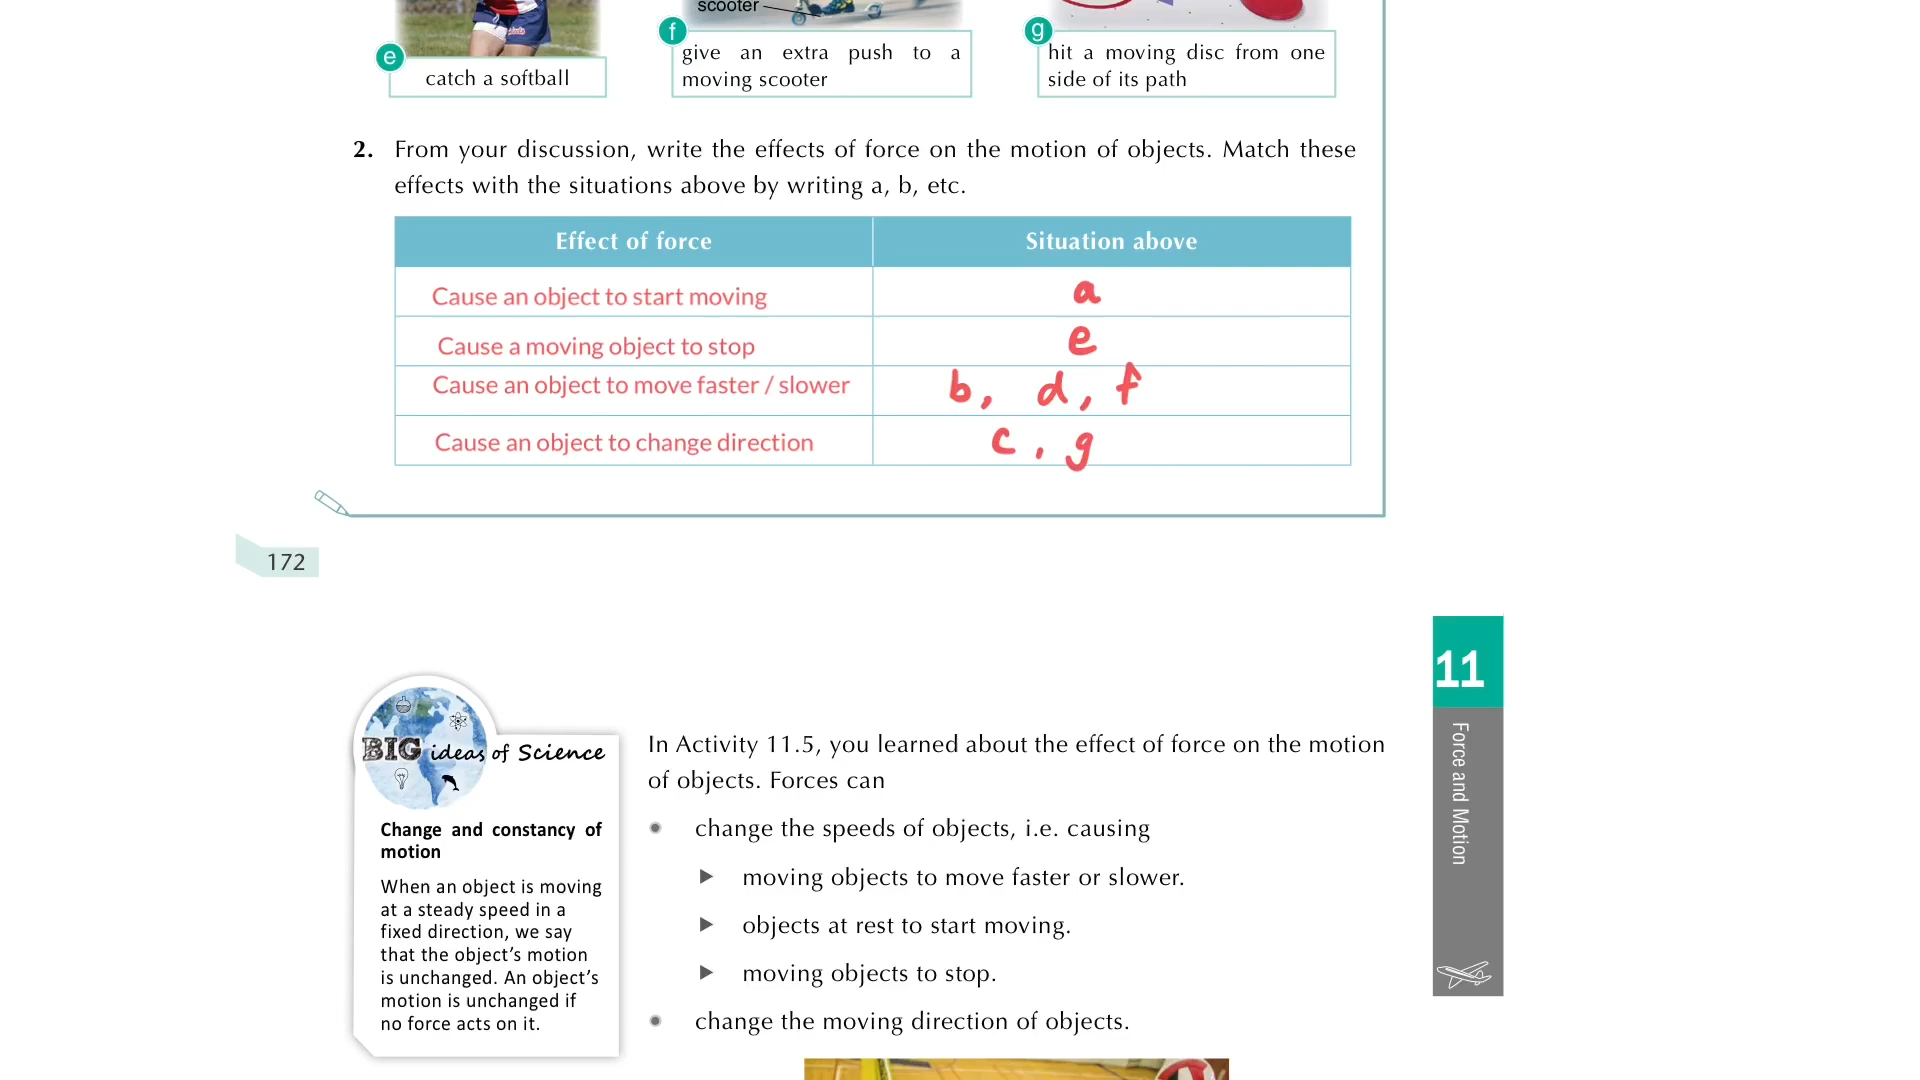 scooter
e
catch a softball
f
give an extra push to a
moving scooter
g
hit a moving disc from one
side of its path
2. From your discussion, write the effects of force on the motion of objects. Match these
effects with the situations above by writing a, b, etc.
Effect of force Situation above
Cause an object to start moving a
Cause a moving object to stop e
Cause an object to move faster / slower b, d, f
Cause an object to change direction c, g
172
11
Force and Motion
BIG ideas of Science
Change and constancy of
motion
When an object is moving
at a steady speed in a
fixed direction, we say
that the object’s motion
is unchanged. An object’s
motion is unchanged if
no force acts on it.
In Activity 11.5, you learned about the effect of force on the motion
of objects. Forces can
• change the speeds of objects, i.e. causing
▶ moving objects to move faster or slower.
▶ objects at rest to start moving.
▶ moving objects to stop.
• change the moving direction of objects.